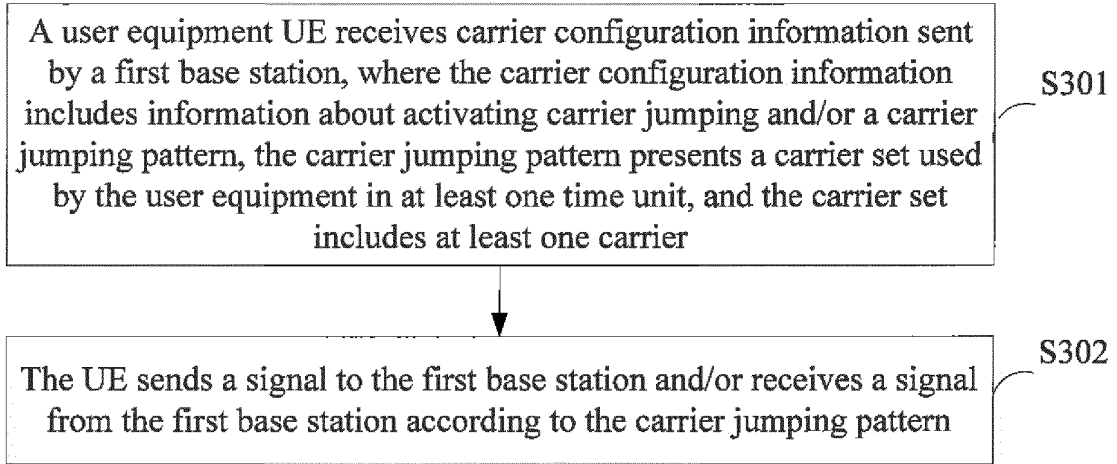 A user equipment UE receives carrier configuration information sent
by a first base station, where the carrier configuration information
includes information about activating carrier jumping and/or a carrier
jumping pattern, the carrier jumping pattern presents a carrier set used
by the user equipment in at least one time unit, and the carrier set
includes at least one carrier
S301
The UE sends a signal to the first base station and/or receives a signal
from the first base station according to the carrier jumping pattern
S302